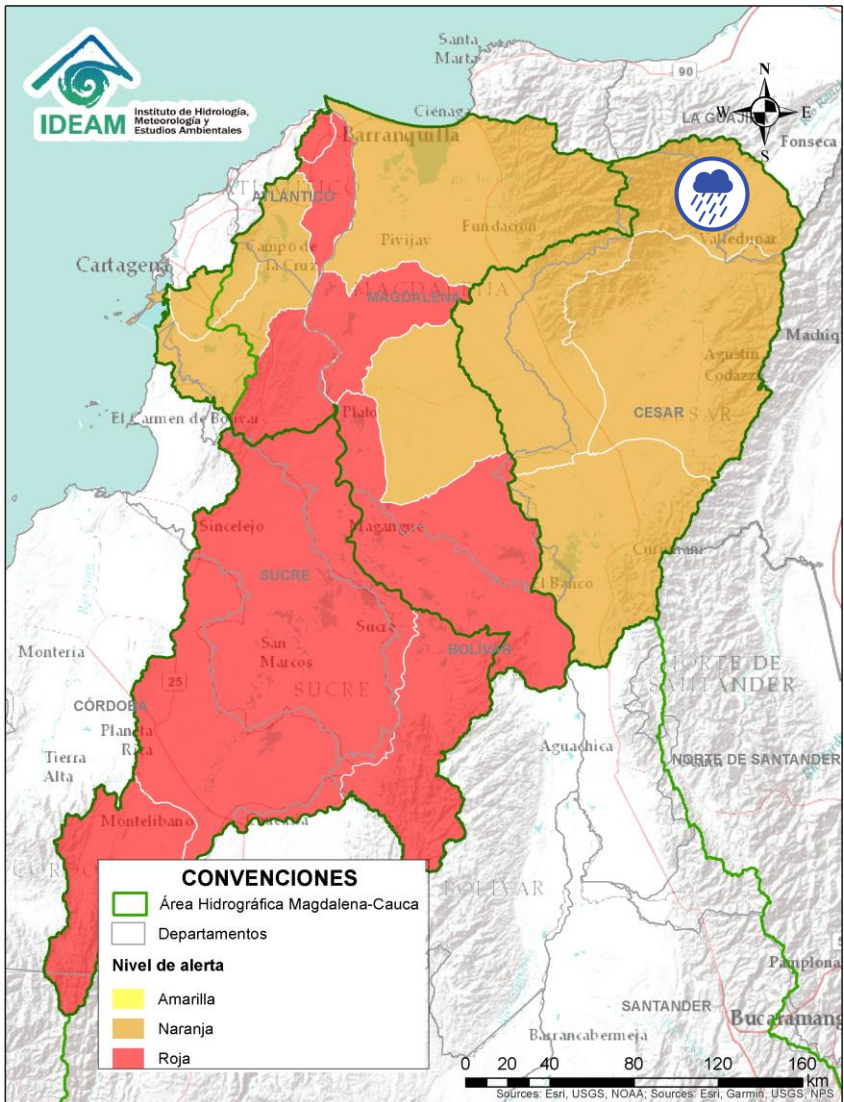 IDEAM
Instituto de Hidrología,
Meteorología y
Estudios Ambientales
Santa
Marta
90
N
W
E
S
LA GUAJI
Fonseca
Ciénaga
Barranquilla
ATLÁNTICO
Fundación
Valledupar
Pivijay
Campo de
la Cruz
Cartagena
MAGDALENA
Machiq
Agustín
Codazzi
CESAR
Plato
El Carmen de Bolívar
Sincelejo
Magangué
SUCRE
El Banco
Sucre
BOLÍVAR
San
Marcos
SUCRE
Montería
25
NORTE DE
SANTANDER
CÓRDOBA
Planeta
Rica
Tierra
Alta
Aguachica
NORTE DE SANTANDER
Montelíbano
BOLÍVAR
CONVENCIONES
Área Hidrográfica Magdalena-Cauca
Departamentos
Nivel de alerta
Amarilla
Naranja
Roja
Pamplona
SANTANDER
Bucaramang
Barrancabermeja
0 20 40 80 120 160
km
Sources: Esri, USGS, NOAA; Sources: Esri, Garmin, USGS, NPS